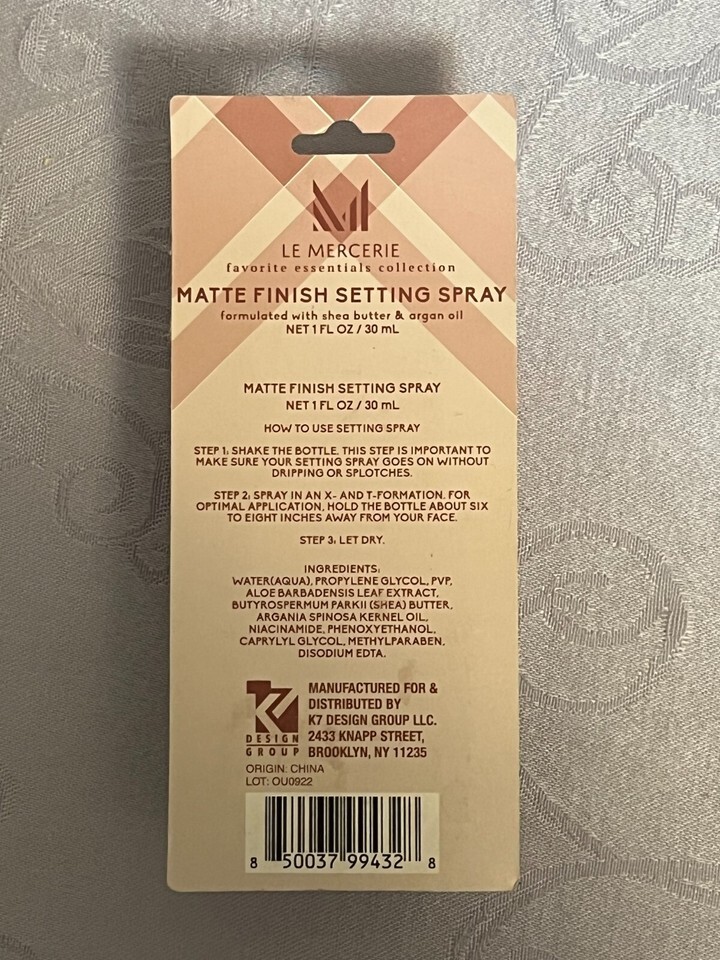 M
LE MERCERIE
favorite essentials collection
MATTE FINISH SETTING SPRAY
formulated with shea butter & argan oil
NET 1 FL OZ / 30 mL
MATTE FINISH SETTING SPRAY
NET 1 FL OZ / 30 mL
HOW TO USE SETTING SPRAY
STEP 1: SHAKE THE BOTTLE. THIS STEP IS IMPORTANT TO
MAKE SURE YOUR SETTING SPRAY GOES ON WITHOUT
DRIPPING OR SPLOTCHES.
STEP 2: SPRAY IN AN X- AND T-FORMATION. FOR
OPTIMAL APPLICATION, HOLD THE BOTTLE ABOUT SIX
TO EIGHT INCHES AWAY FROM YOUR FACE.
STEP 3: LET DRY.
INGREDIENTS:
WATER(AQUA), PROPYLENE GLYCOL, PVP,
ALOE BARBADENSIS LEAF EXTRACT,
BUTYROSPERMUM PARKII (SHEA) BUTTER,
ARGANIA SPINOSA KERNEL OIL,
NIACINAMIDE, PHENOXYETHANOL,
CAPRYLYL GLYCOL, METHYLPARABEN,
DISODIUM EDTA.
K7
DESIGN
GROUP
MANUFACTURED FOR &
DISTRIBUTED BY
K7 DESIGN GROUP LLC.
2433 KNAPP STREET,
BROOKLYN, NY 11235
ORIGIN: CHINA
LOT: OU0922
8 50037 99432 8